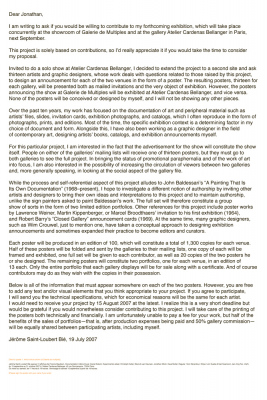 Dear Jonathan,
I am writing to ask if you would be willing to contribute to my forthcoming exhibition, which will take place
concurrently at the showroom of Galerie de Multiples and at the gallery Atelier Cardenas Bellanger in Paris,
next September.
This project is solely based on contributions, so I'd really appreciate it if you would take the time to consider
my proposal.
Invited to do a solo show at Atelier Cardenas Bellanger, I decided to extend the project to a second site and ask
thirteen artists and graphic designers, whose work deals with questions related to those raised by this project,
to design an announcement for each of the two venues in the form of a poster. The resulting posters, thirteen for
each gallery, will be presented both as mailed invitations and as the very object of exhibition. However, the posters
announcing the show at Galerie de Multiples will be exhibited at Atelier Cardenas Bellanger, and vice versa.
None of the posters will be conceived or designed by myself, and I will not be showing any other pieces.
Over the past ten years, my work has focused on the documentation of art and peripheral material such as
artists' files, slides, invitation cards, exhibition photographs, and catalogs, which I often reproduce in the form of
photographs, prints, and editions. Most of the time, the specific exhibition context is a determining factor in my
choice of document and form. Alongside this, I have also been working as a graphic designer in the field
of contemporary art, designing artists' books, catalogs, and exhibition announcements.
For this particular project, I am interested in the fact that the advertisement for the show will constitute the show
itself. People on either of the galleries' mailing lists will receive one of thirteen posters, but they must go to
both galleries to see the full project. In bringing the status of promotional paraphernalia and of the work of art
into focus, I am also interested in the possibility of increasing the circulation of viewers between two galleries
and, more generally speaking, in looking at the social aspect of the gallery file.
While the process and self-referential aspect of this project alludes to John Baldessari's "A Painting That Is
Its Own Documentation" (1966–present), I hope to investigate a different notion of authorship by inviting other
artists and designers to bring their own ideas and interpretations to the project and to maintain authorship,
unlike the sign painters asked to paint Baldessari's work. The full set will therefore constitute a group
show of sorts in the form of two limited edition portfolios. Other references for this project include poster works
by Lawrence Weiner, Martin Kippenberger, or Marcel Broodthaers' invitation to his first exhibition (1964),
and Robert Barry's "Closed Gallery" announcement cards (1969). At the same time, many graphic designers,
such as Wim Crouwel, just to mention one, have taken a conceptual approach to designing exhibition
announcements and sometimes expanded their practice to become editors and curators.
Each poster will be produced in an edition of 100, which will constitute a total of 1,300 copies for each venue.
Half of these posters will be folded and sent by the galleries to their mailing lists, one copy of each will be
framed and exhibited, one full set will be given to each contributor, as well as 20 copies of the two posters he
or she designed. The remaining posters will constitute two portfolios, one for each venue, in an edition of
13 each. Only the entire portfolio that each gallery displays will be for sale along with a certificate. And of course
contributors may do as they wish with the copies in their possession.
Below is all of the information that must appear somewhere on each of the two posters. However, you are free
to add any text and/or visual elements that you think appropriate to your project. If you agree to participate,
I will send you the technical specifications, which for economical reasons will be the same for each artist.
I would need to receive your project by 15 August 2007 at the latest. I realize this is a very short deadline but
would be grateful if you would nonetheless consider contributing to this project. I will take care of the printing of
the posters both technically and financially. I am unfortunately unable to pay a fee for your work, but half of the
benefits of the sales of portfolios—that is, after production expenses being paid and 50% gallery commission—
will be equally shared between participating artists, including myself.
Jérôme Saint-Loubert Bié, 19 July 2007